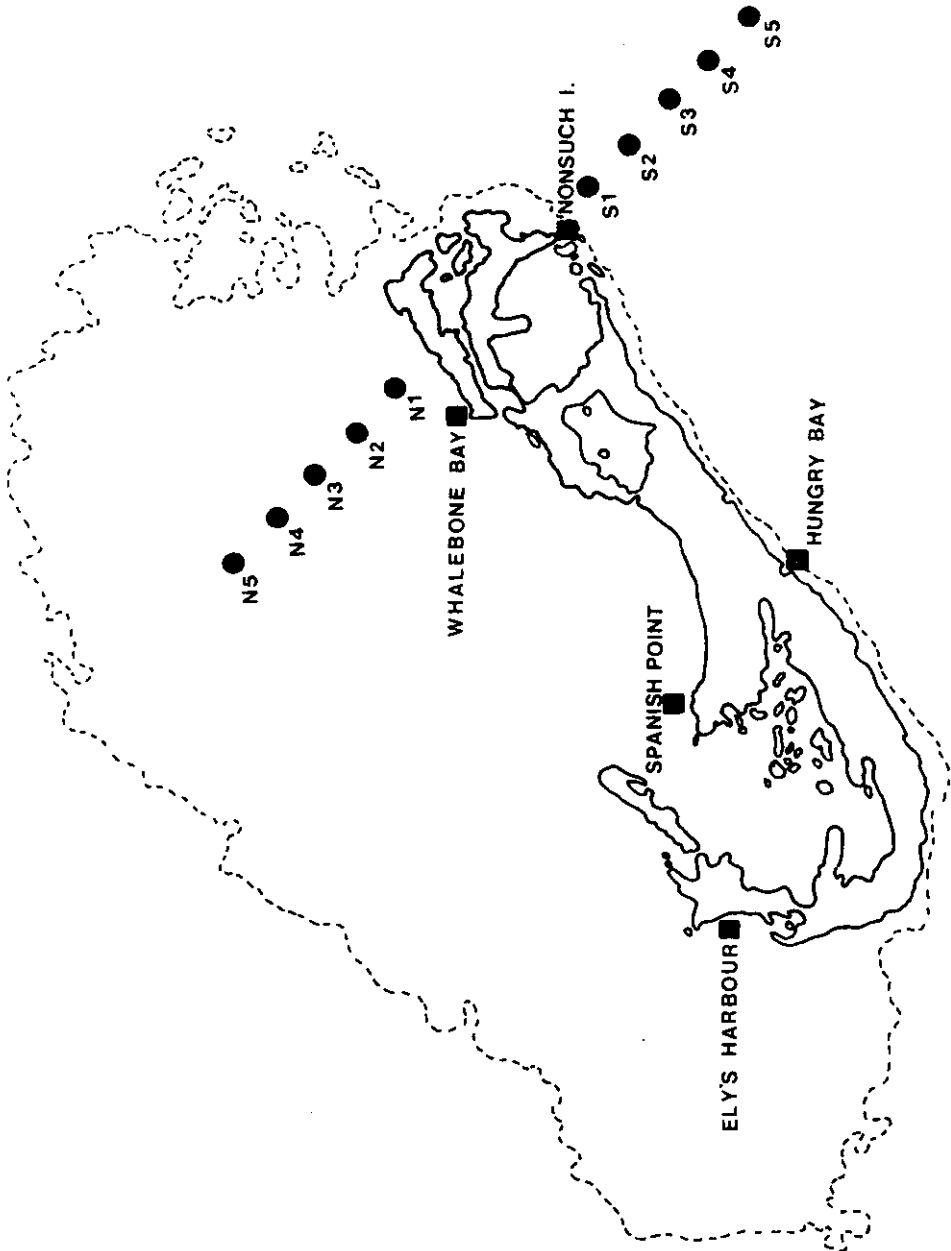 N5
N4
N3
N2
N1
WHALEBONE BAY
NONSUCH I.
S1
S2
S3
S4
S5
SPANISH POINT
HUNGRY BAY
ELY'S HARBOUR